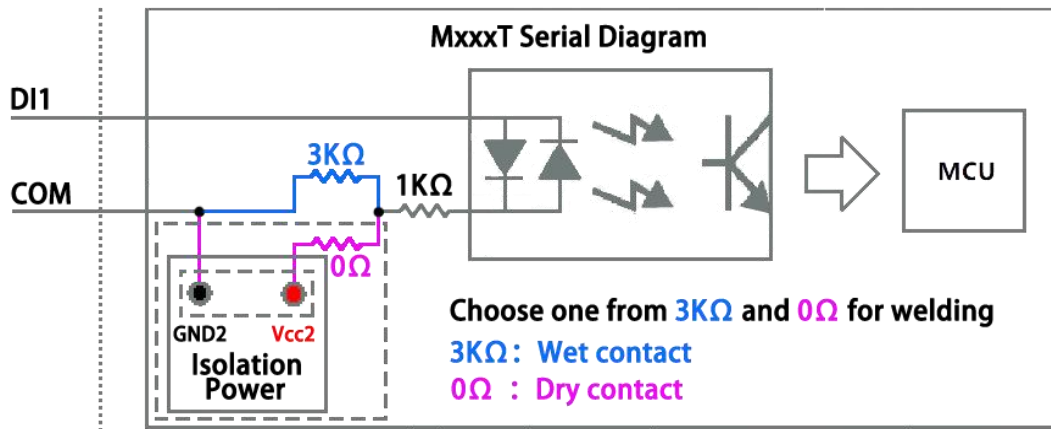 MxxxT Serial Diagram
DI1
3KΩ
COM
1KΩ
MCU
0Ω
GND2
Vcc2
Isolation
Power
Choose one from 3KΩ and 0Ω for welding
3KΩ: Wet contact
0Ω : Dry contact